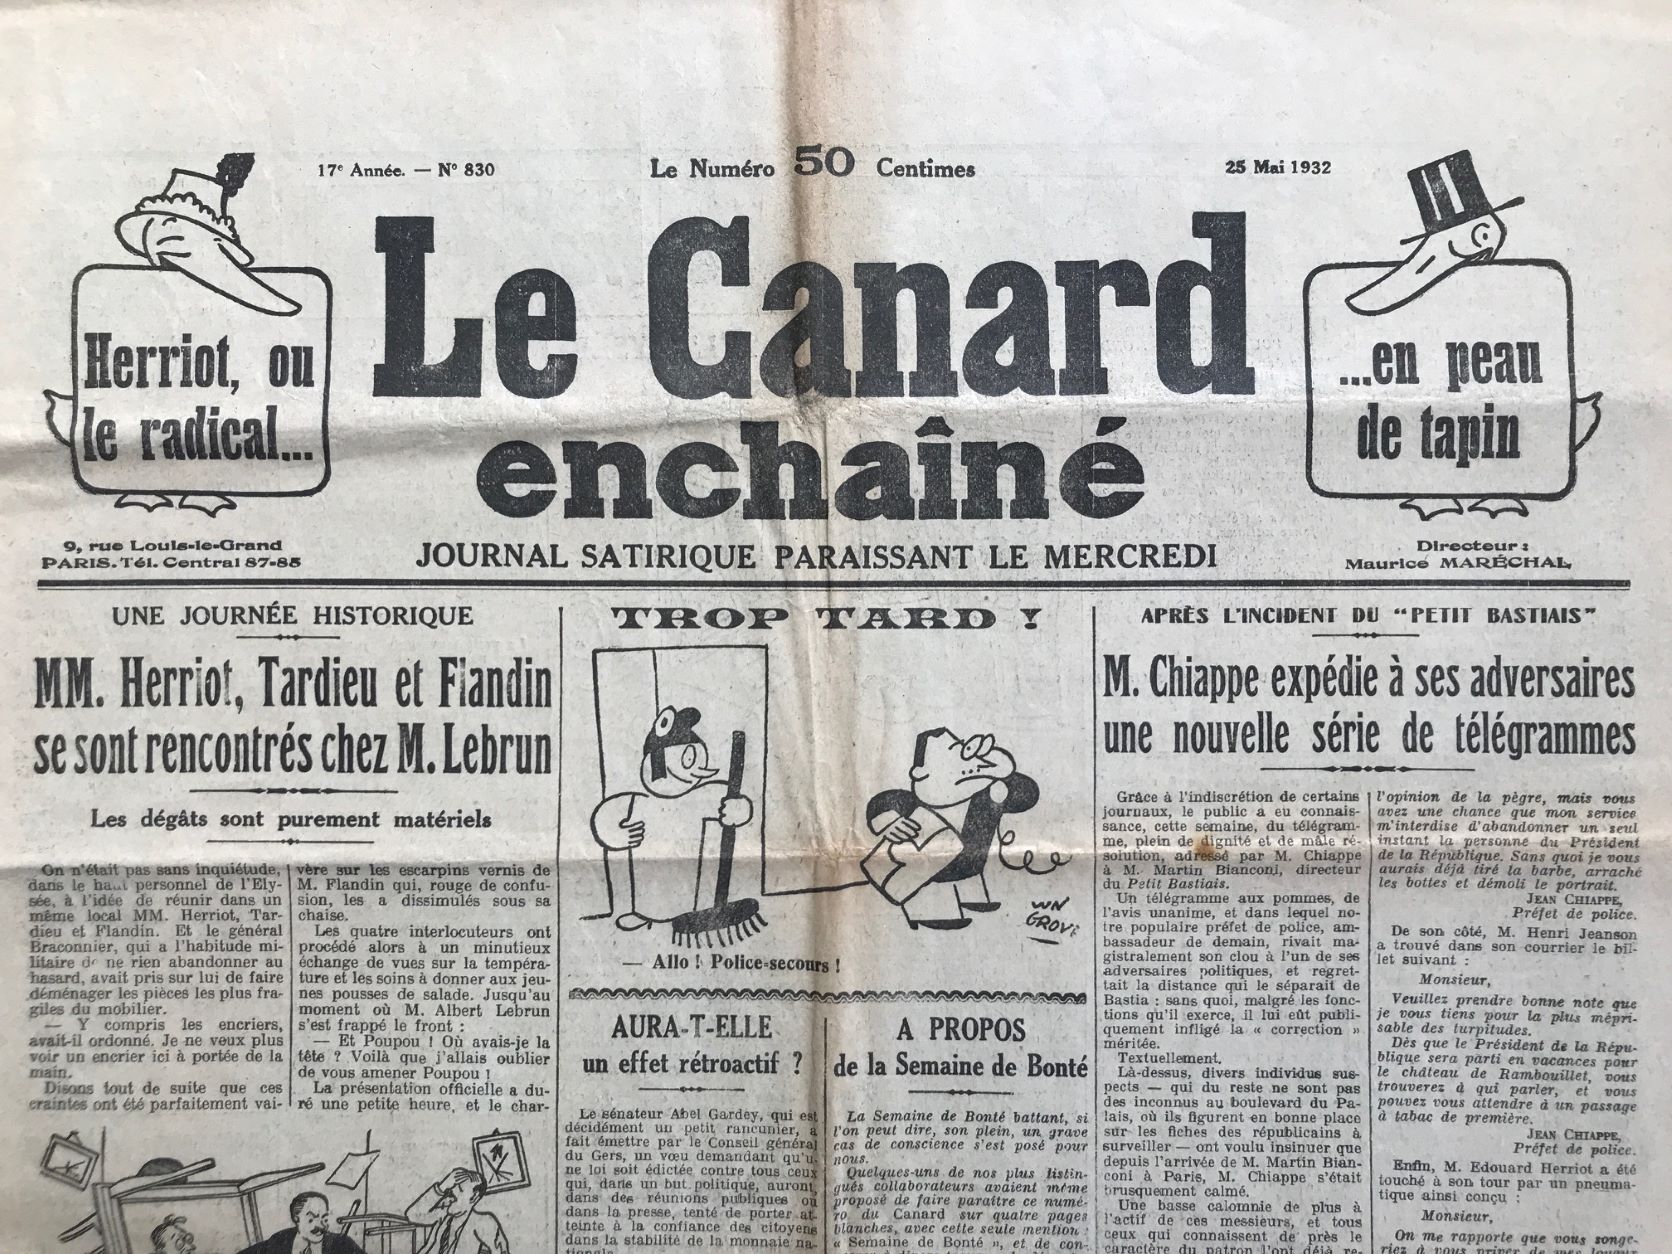 17e Année. — N° 830
Le Numéro 50 Centimes
25 Mai 1932
Herriot, ou
le radical...
Le Canard
enchaîné
...en peau
de tapin
9, rue Louis-le-Grand
PARIS. Tél. Central 87-85
JOURNAL SATIRIQUE PARAISSANT LE MERCREDI
Directeur :
Maurice MARÉCHAL
UNE JOURNÉE HISTORIQUE
MM. Herriot, Tardieu et Flandin
se sont rencontrés chez M. Lebrun
Les dégâts sont purement matériels
On n'était pas sans inquiétude,
dans le haut personnel de l'Ely-
sée, à l'idée de réunir dans un
même local MM. Herriot, Tar-
dieu et Flandin. Et le général
Braconnier, qui a l'habitude mi-
litaire de ne rien abandonner au
hasard, avait pris sur lui de faire
déménager les pièces les plus fra-
giles du mobilier.
— Y compris les encriers,
avait-il ordonné. Je ne veux plus
voir un encrier ici à portée de la
main.
Disons tout de suite que ces
craintes ont été parfaitement vai-
vère sur les escarpins vernis de
M. Flandin qui, rouge de confu-
sion, les a dissimulés sous sa
chaise.
Les quatre interlocuteurs ont
procédé alors à un minutieux
échange de vues sur la tempéra-
ture et les soins à donner aux jeu-
nes pousses de salade. Jusqu'au
moment où M. Albert Lebrun
s'est frappé le front :
— Et Poupou ! Où avais-je la
tête ? Voilà que j'allais oublier
de vous amener Poupou !
La présentation officielle a du-
ré une petite heure, et le char-
TROP TARD !
WN
GROVE
— Allo ! Police-secours !
AURA-T-ELLE
un effet rétroactif ?
Le sénateur Abel Gardey, qui est
décidément un petit rancunier, a
fait émettre par le Conseil général
du Gers, un vœu demandant qu'u-
ne loi soit édictée contre tous ceux
qui, dans un but politique, auront,
dans des réunions publiques ou
dans la presse, tenté de porter at-
teinte à la confiance des citoyens
dans la stabilité de la monnaie na-
tionale.
A PROPOS
de la Semaine de Bonté
La Semaine de Bonté battant, si
l'on peut dire, son plein, un grave
cas de conscience s'est posé pour
nous.
Quelques-uns de nos plus distin-
gués collaborateurs avaient même
proposé de faire paraître ce numé-
ro du Canard sur quatre pages
blanches, avec cette seule mention :
« Semaine de Bonté », et de con-
APRÈS L'INCIDENT DU "PETIT BASTIAIS"
M. Chiappe expédie à ses adversaires
une nouvelle série de télégrammes
Grâce à l'indiscrétion de certains
journaux, le public a eu connais-
sance, cette semaine, du télégram-
me, plein de dignité et de mâle ré-
solution, adressé par M. Chiappe
à M. Martin Bianconi, directeur
du Petit Bastiais.
Un télégramme aux pommes, de
l'avis unanime, et dans lequel no-
tre populaire préfet de police, am-
bassadeur de demain, rivait ma-
gistralement son clou à l'un de ses
adversaires politiques, et regret-
tait la distance qui le séparait de
Bastia : sans quoi, malgré les fonc-
tions qu'il exerce, il lui eût publi-
quement infligé la « correction »
méritée.
Textuellement.
Là-dessus, divers individus sus-
pects — qui du reste ne sont pas
des inconnus au boulevard du Pa-
lais, où ils figurent en bonne place
sur les fiches des républicains à
surveiller — ont voulu insinuer que
depuis l'arrivée de M. Martin Bian-
coni à Paris, M. Chiappe s'était
brusquement calmé.
Une basse calomnie de plus à
l'actif de ces messieurs, et tous
ceux qui connaissent de près le
caractère du patron l'ont déjà re-
l'opinion de la pègre, mais vous
avez une chance que mon service
m'interdise d'abandonner un seul
instant la personne du Président
de la République. Sans quoi je vous
aurais déjà tiré la barbe, arraché
les bottes et démoli le portrait.
JEAN CHIAPPE,
Préfet de police.
De son côté, M. Henri Jeanson
a trouvé dans son courrier le bil-
let suivant :
Monsieur,
Veuillez prendre bonne note que
je vous tiens pour la plus mépri-
sable des turpitudes.
Dès que le Président de la Répu-
blique sera parti en vacances pour
le château de Rambouillet, vous
trouverez à qui parler, et vous
pouvez vous attendre à un passage
à tabac de première.
JEAN CHIAPPE,
Préfet de police.
Enfin, M. Edouard Herriot a été
touché à son tour par un pneuma-
tique ainsi conçu :
Monsieur,
On me rapporte que vous songe-
riez à vous priver de mes